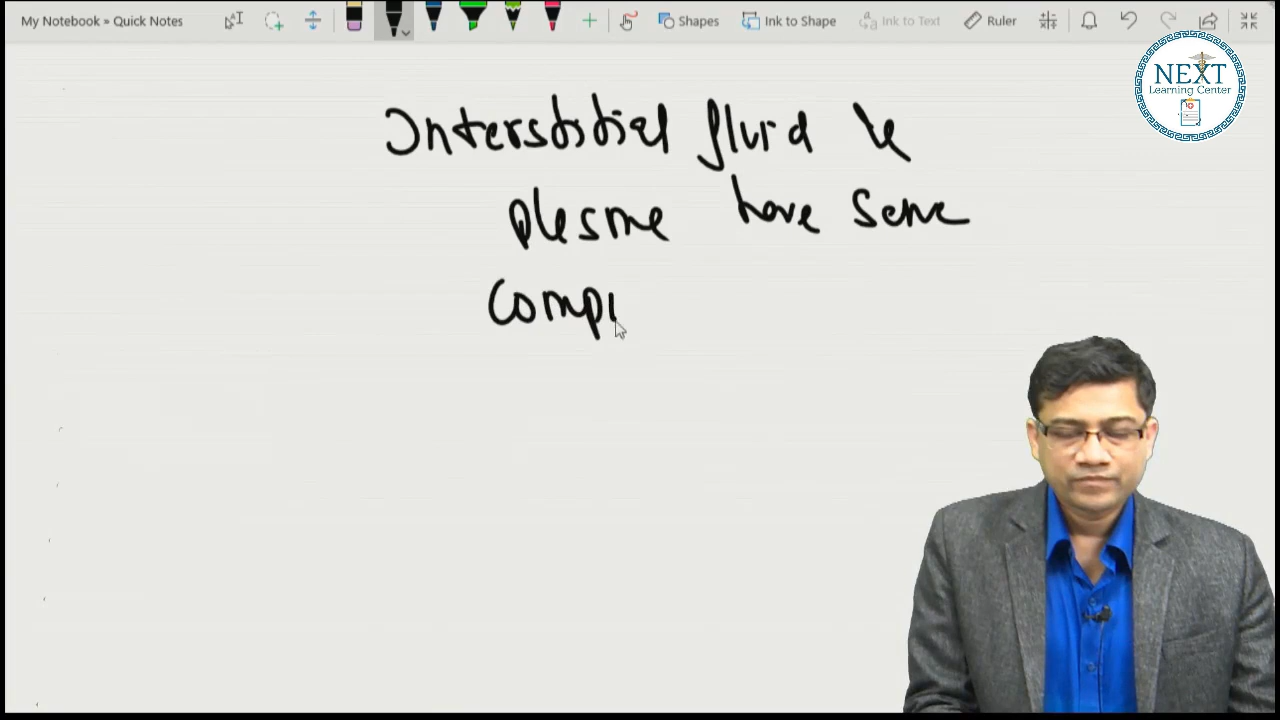 My Notebook » Quick Notes
Shapes
Ink to Shape
Ink to Text
Ruler
NEXT
Learning Center
Interstitial fluid &
plasma have same
Comp